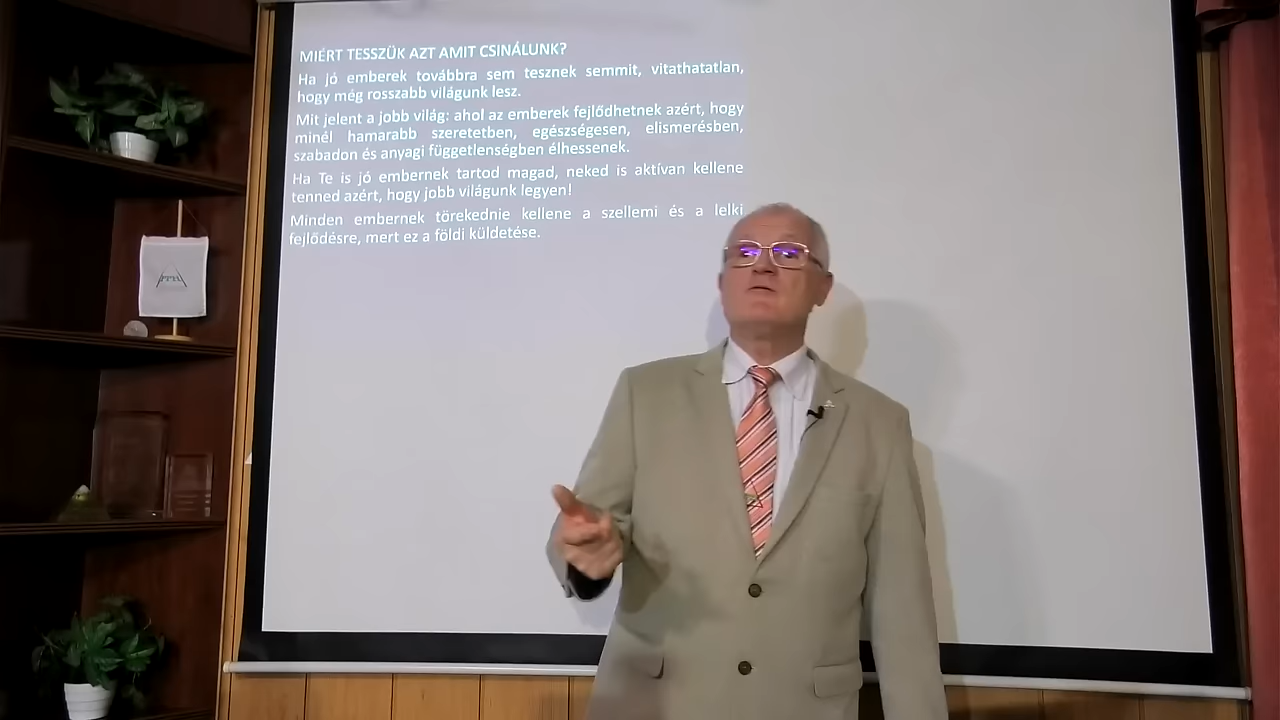 MIÉRT TESSZÜK AZT AMIT CSINÁLUNK?
Ha jó emberek továbbra sem tesznek semmit, vitathatatlan,
hogy még rosszabb világunk lesz.
Mit jelent a jobb világ: ahol az emberek fejlődhetnek azért, hogy
minél hamarabb szeretetben, egészségesen, elismerésben,
szabadon és anyagi függetlenségben élhessenek.
Ha Te is jó embernek tartod magad, neked is aktívan kellene
tenned azért, hogy jobb világunk legyen!
Minden embernek törekednie kellene a szellemi és a lelki
fejlődésre, mert ez a földi küldetése.